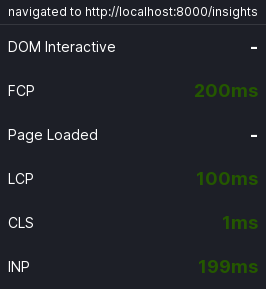 navigated to http://localhost:8000/insights
DOM Interactive -
FCP 200ms
Page Loaded -
LCP 100ms
CLS 1ms
INP 199ms